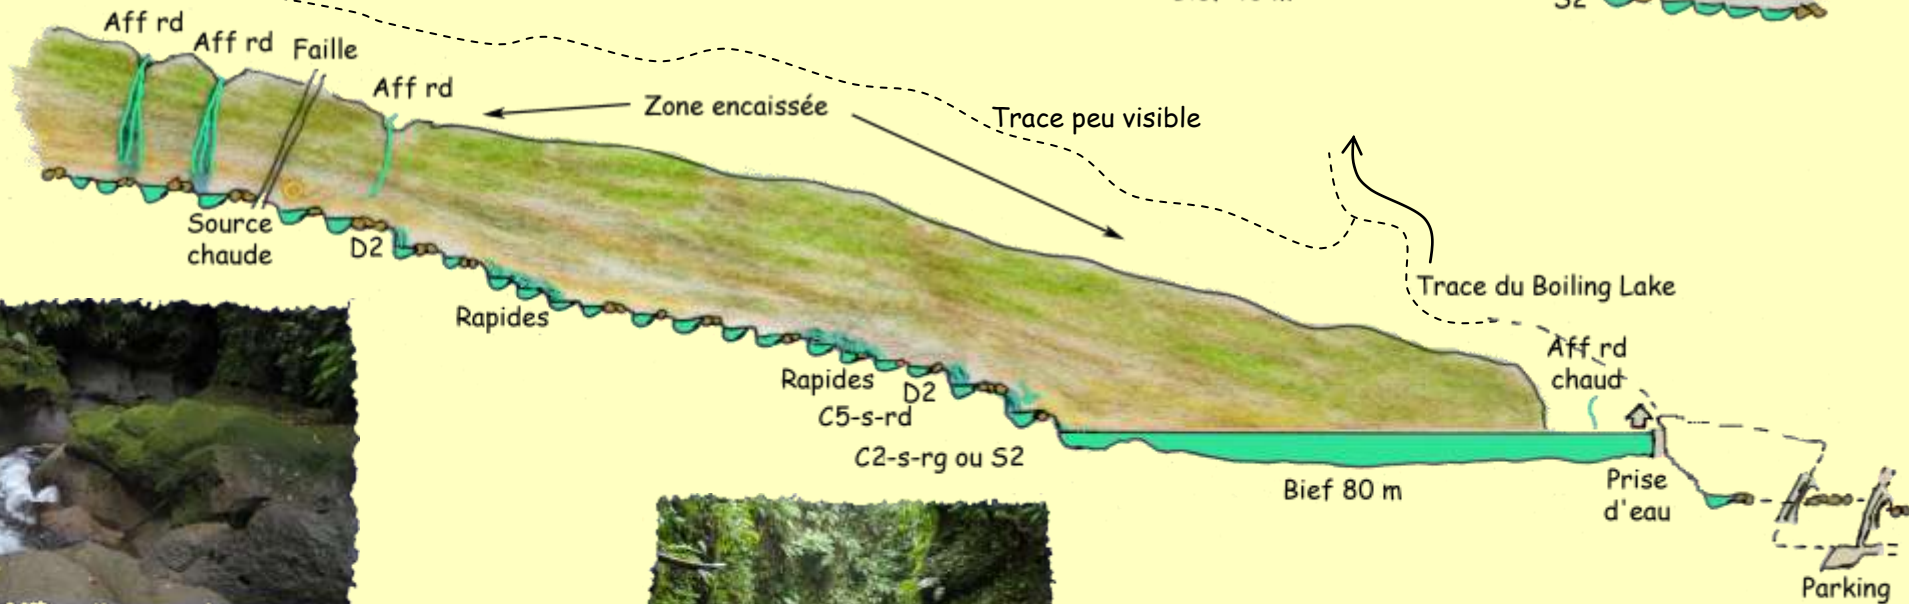 S2
Aff rd
Aff rd
Faille
Aff rd
Zone encaissée
Trace peu visible
Source
chaude
D2
Trace du Boiling Lake
Rapides
Aff rd
chaud
Rapides
D2
C5-s-rd
C2-s-rg ou S2
Bief 80 m
Prise
d'eau
Parking